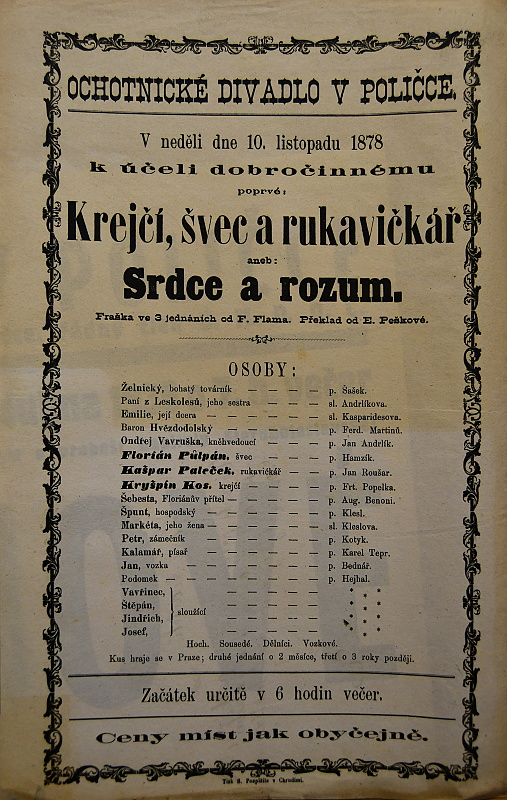 OCHOTNICKÉ DIVADLO V POLIČCE.
V neděli dne 10. listopadu 1878
k účeli dobročinnému
poprvé:
Krejčí, švec a rukavičkář
aneb:
Srdce a rozum.
Fraška ve 3 jednáních od F. Flama. Překlad od E. Peškové.
OSOBY:
Želnický, bohatý továrník — — — — p. Šašek.
Paní z Leskolesů, jeho sestra — — — — sl. Andrlíkova.
Emilie, její dcera — — — — — sl. Kasparidesova.
Baron Hvězdodolský — — — — — p. Ferd. Martinů.
Ondřej Vavruška, kněhvedoucí — — — — p. Jan Andrlík.
Florián Půlpán, švec — — — — p. Hamzík.
Kašpar Paleček, rukavičkář — — — p. Jan Roušar.
Kryšpín Kos, krejčí — — — — p. Frt. Popelka.
Šebesta, Floriánův přítel — — — — p. Aug. Benoni.
Špunt, hospodský — — — — — p. Klesl.
Markéta, jeho žena — — — — — sl. Kleslova.
Petr, zámečník — — — — — p. Kotyk.
Kalamář, písař — — — — — p. Karel Tepr.
Jan, vozka — — — — — p. Bednář.
Podomek — — — — — — p. Hejhal.
Vavřinec,
Štěpán,
Jindřich,
Josef,
sloužící
Hoch. Sousedé. Dělníci. Vozkové.
Kus hraje se v Praze; druhé jednání o 2 měsíce, třetí o 3 roky později.
Začátek určitě v 6 hodin večer.
Ceny míst jak obyčejně.
Tisk S. Pospíšila v Chrudimi.